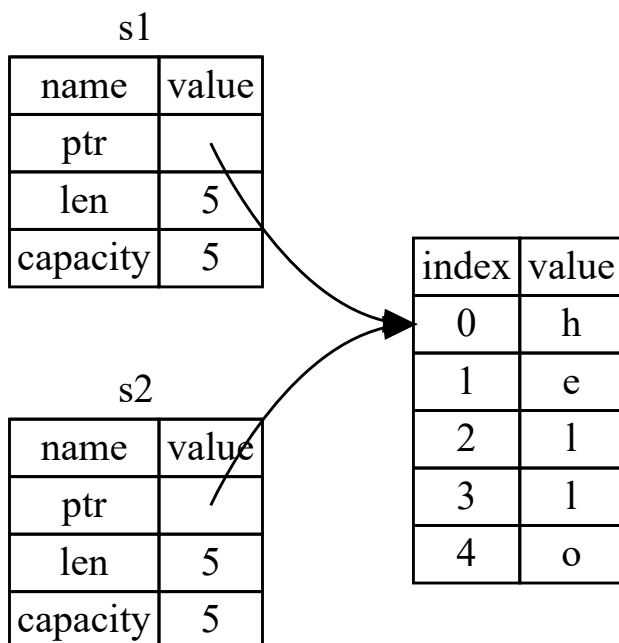 s1
name value
ptr
len 5
capacity 5
s2
name value
ptr
len 5
capacity 5
index value
0 h
1 e
2 l
3 l
4 o